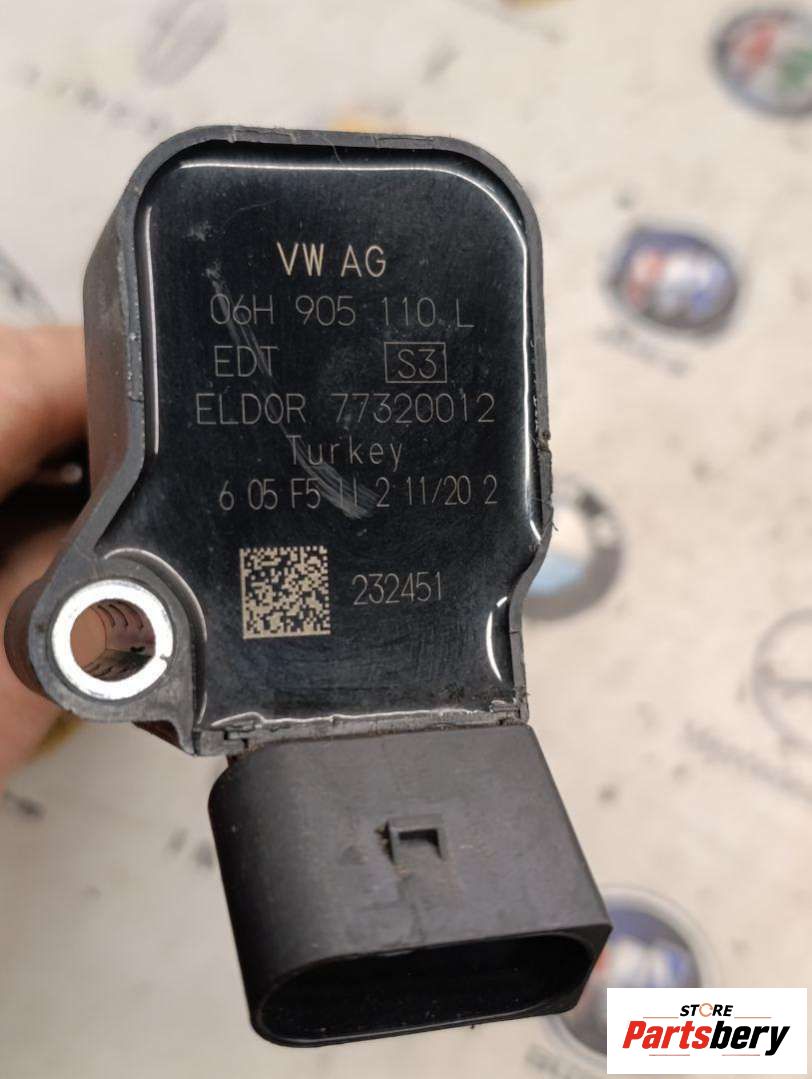 VW AG
06H 905 110 L
EDT S3
ELDOR 77320012
Turkey
6 05 F5 11 2 11/20 2
232451
STORE
Partsbery